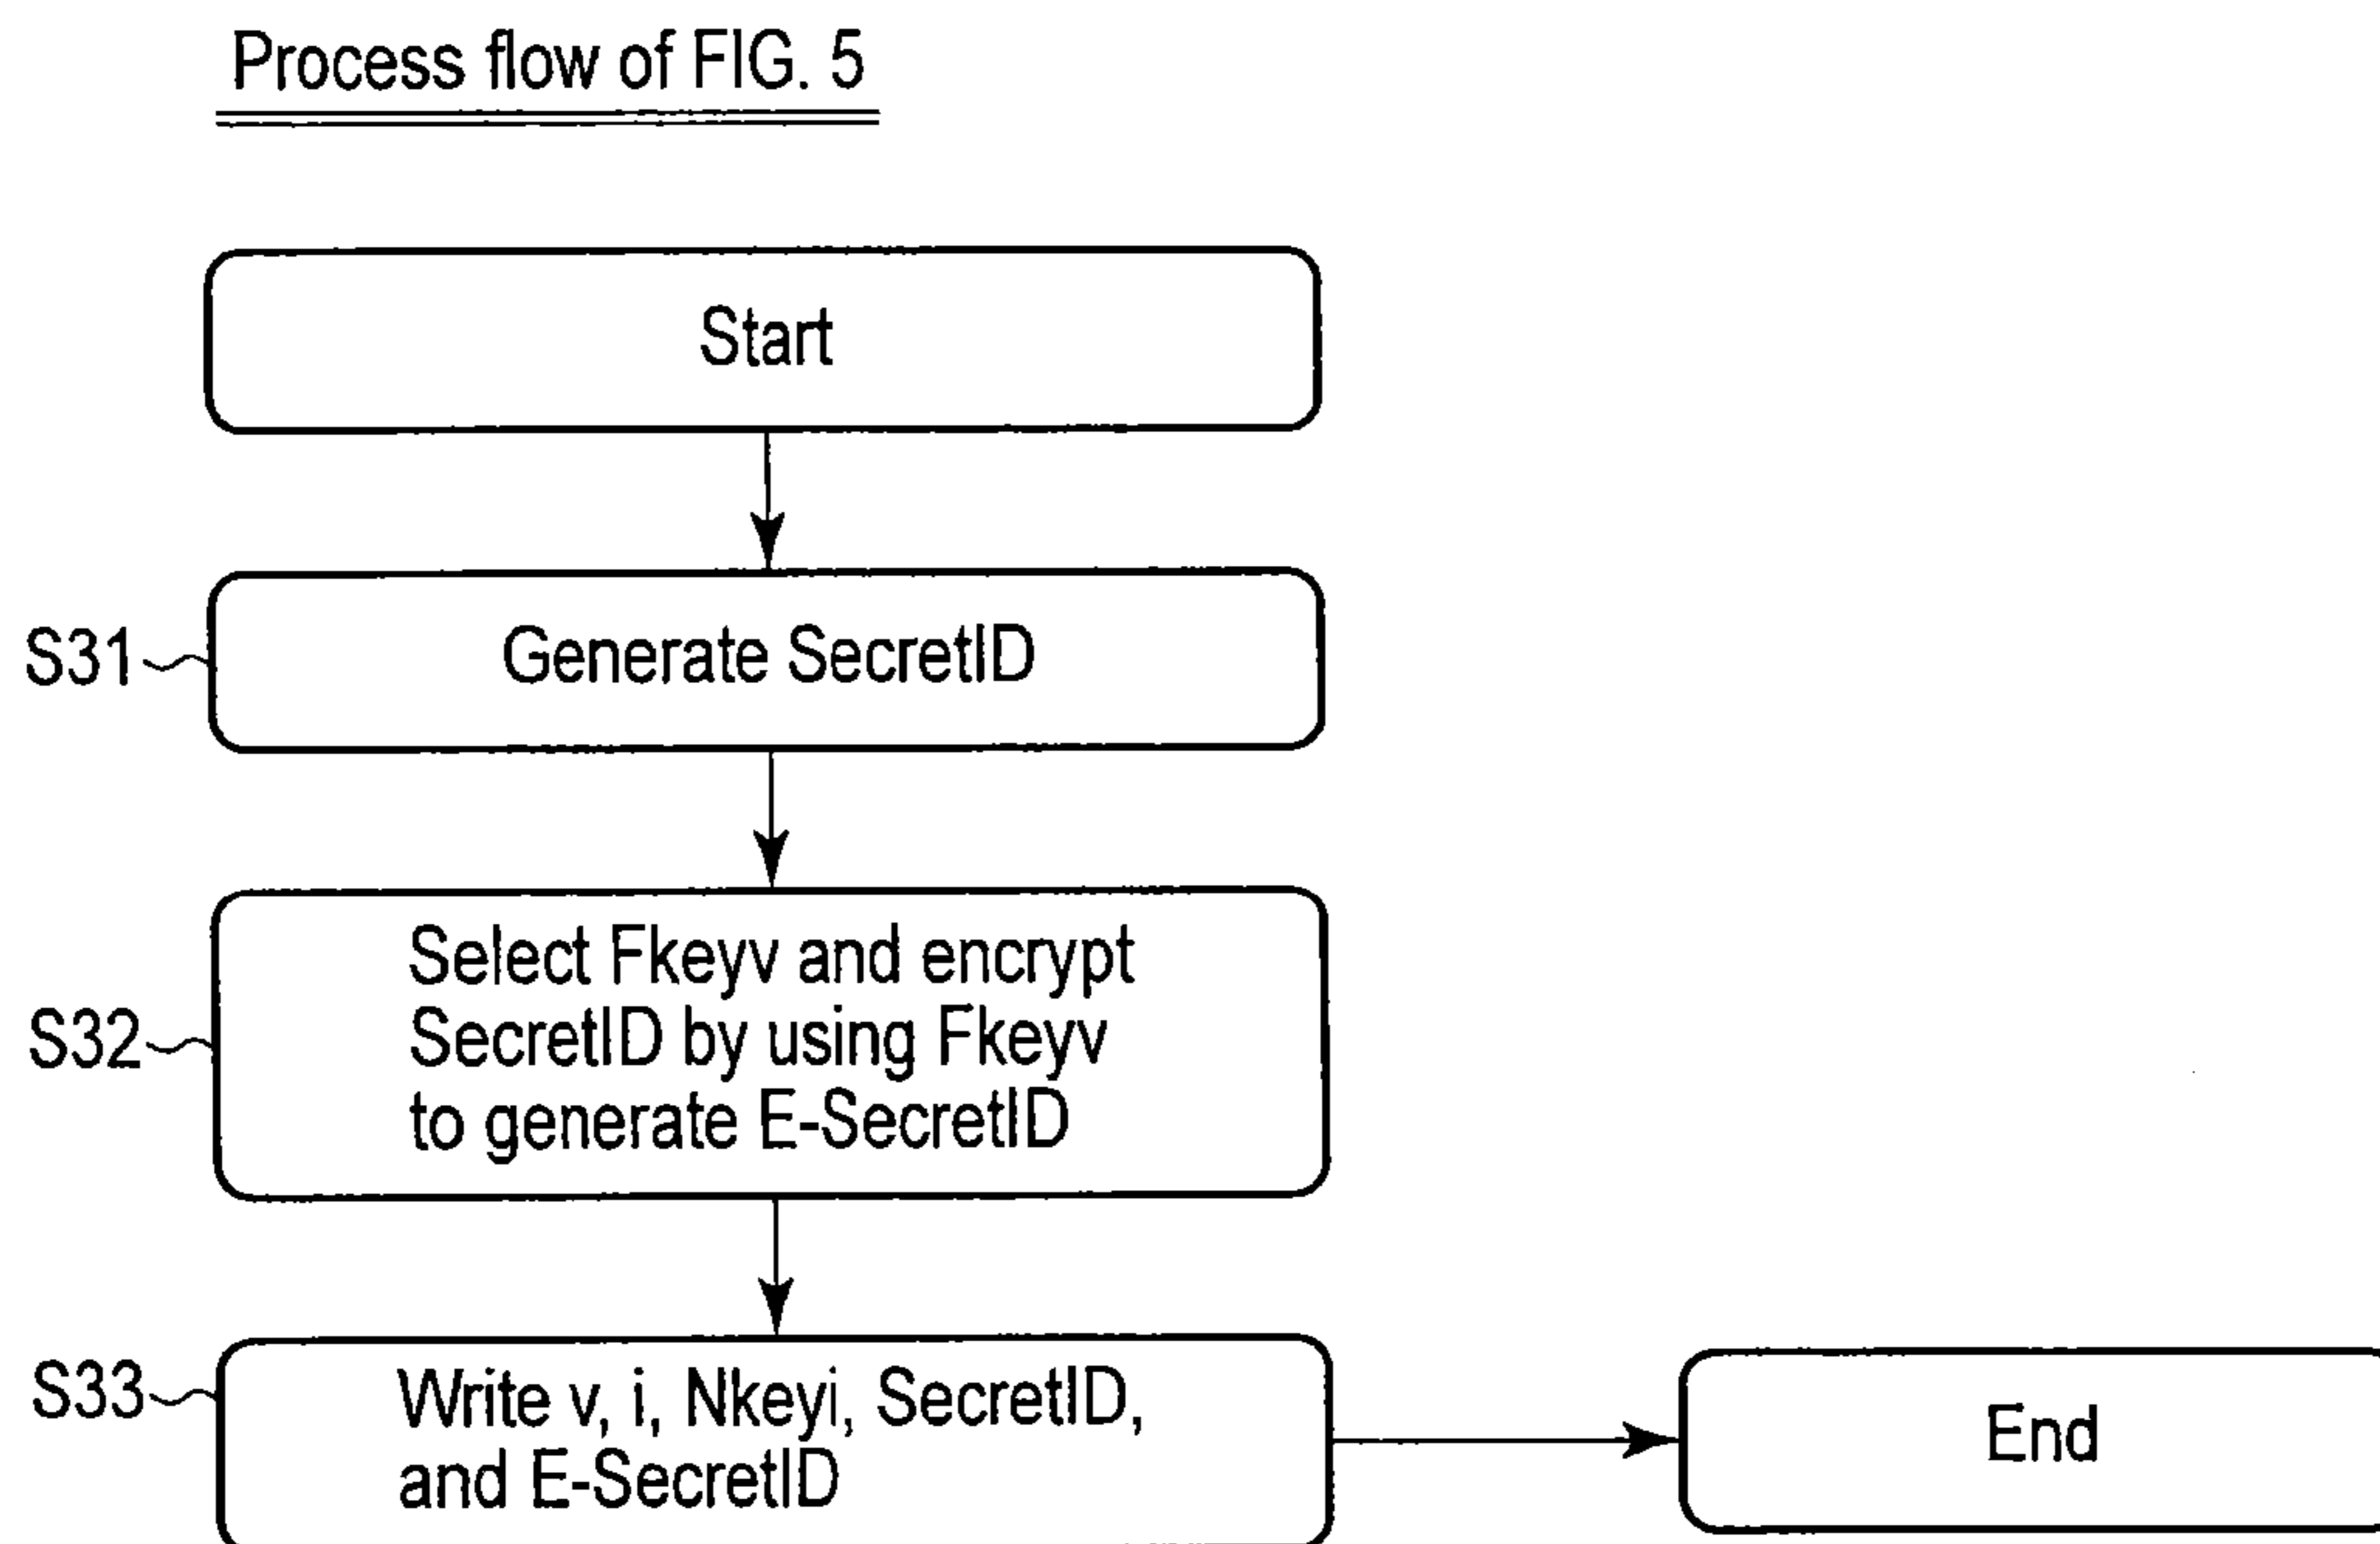 Process flow of FIG. 5
Start
S31
Generate SecretID
S32
Select Fkeyv and encrypt
SecretID by using Fkeyv
to generate E-SecretID
S33
Write v, i, Nkeyi, SecretID,
and E-SecretID
End